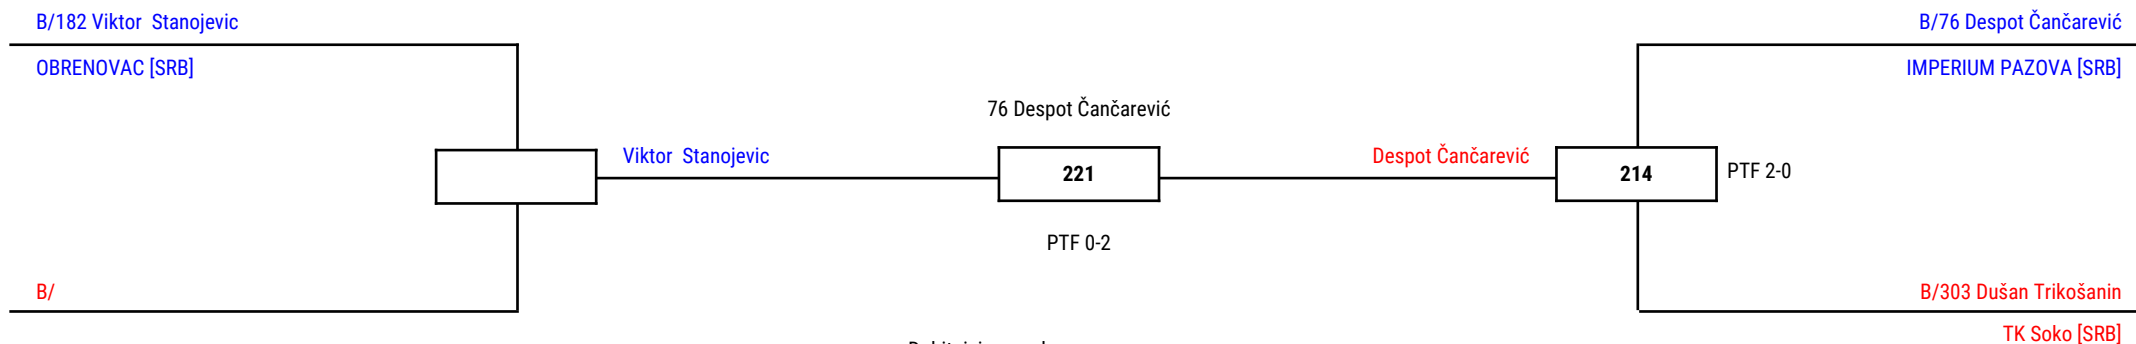 B/182 Viktor  Stanojevic
OBRENOVAC [SRB]
B/
Viktor  Stanojevic
76 Despot Čančarević
221
PTF 0-2
Despot Čančarević
214
PTF 2-0
B/76 Despot Čančarević
IMPERIUM PAZOVA [SRB]
B/303 Dušan Trikošanin
TK Soko [SRB]